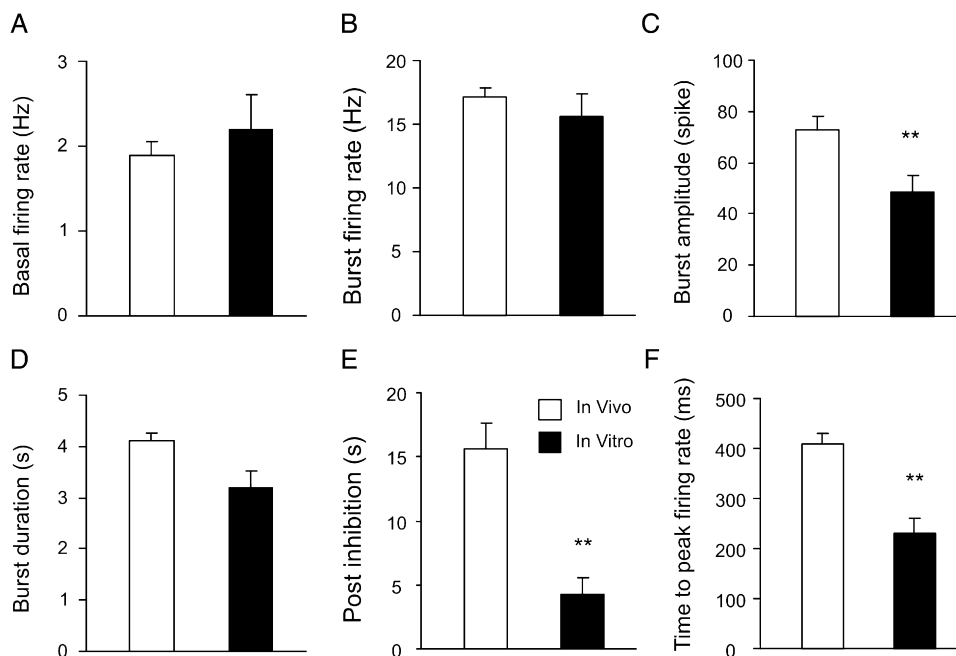 A
Basal firing rate (Hz)
3
2
1
0
B
Burst firing rate (Hz)
20
15
10
5
0
C
Burst amplitude (spike)
100
80
60
40
20
0
**
D
Burst duration (s)
5
4
3
2
1
0
E
Post inhibition (s)
20
15
10
5
0
In Vivo
In Vitro
**
F
Time to peak firing rate (ms)
500
400
300
200
100
0
**